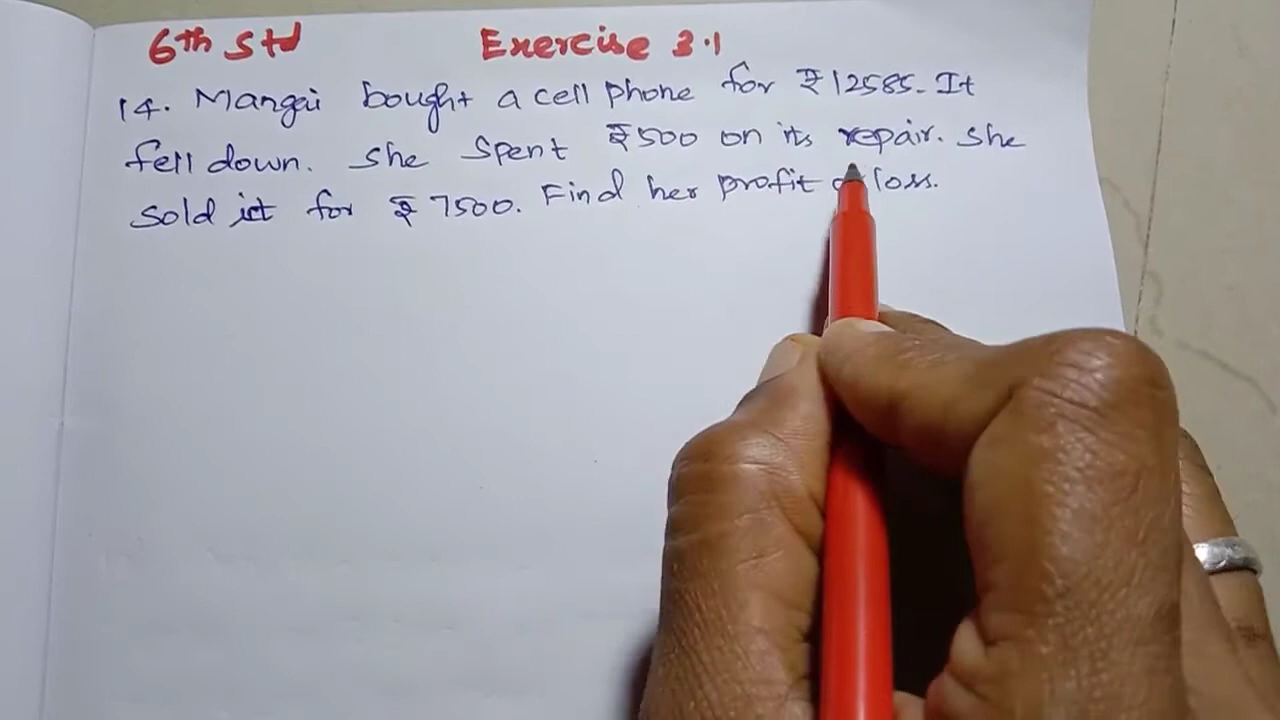 6th Std Exercise 3.1
14. Mangai bought a cell phone for ₹12585. It
fell down. She spent ₹500 on its repair. She
sold it for ₹7500. Find her profit loss.